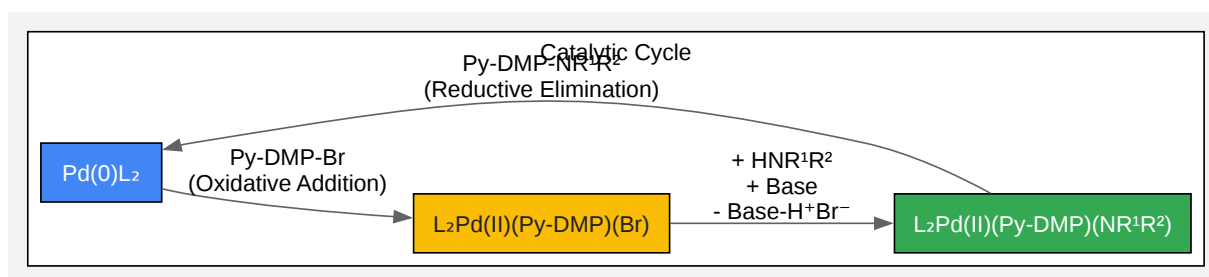 Catalytic Cycle
Py-DMP-NR¹R²
(Reductive Elimination)
Pd(0)L₂
Py-DMP-Br
(Oxidative Addition)
L₂Pd(II)(Py-DMP)(Br)
+ HNR¹R²
+ Base
- Base-H⁺Br⁻
L₂Pd(II)(Py-DMP)(NR¹R²)